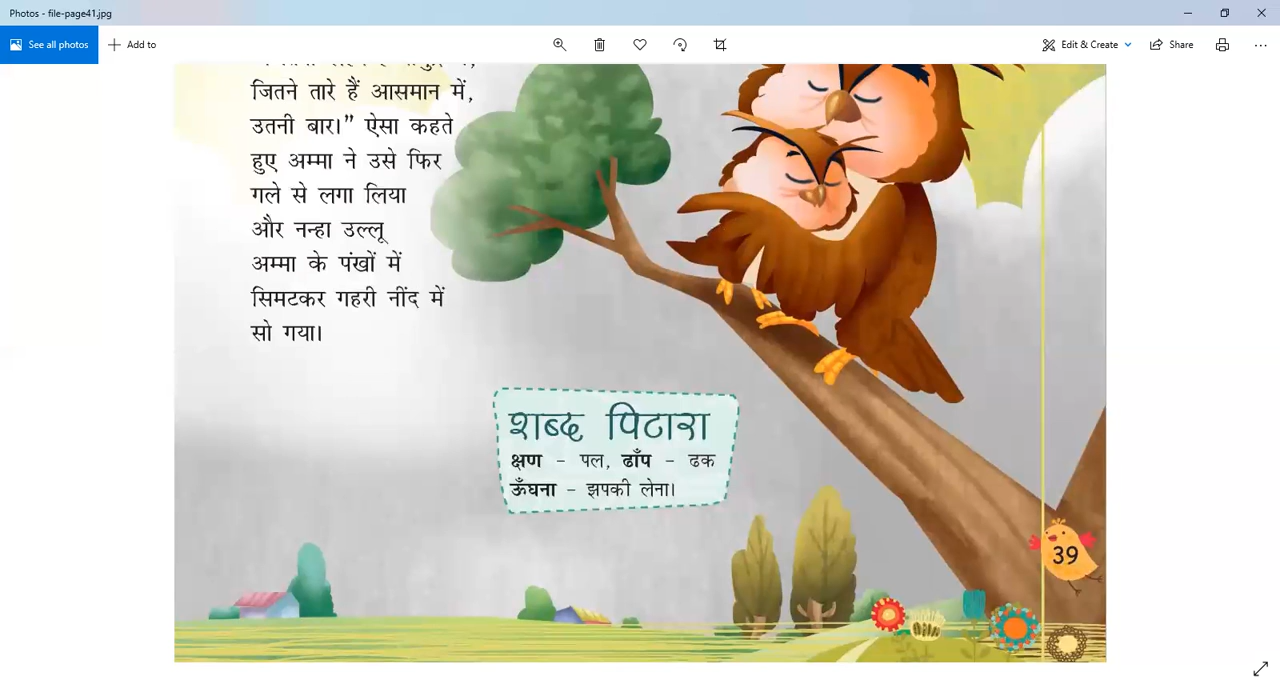 Photos - file-page41.jpg
See all photos
Add to
Edit & Create
Share
जितने तारे हैं आसमान में,
उतनी बार।” ऐसा कहते
हुए अम्मा ने उसे फिर
गले से लगा लिया
और नन्हा उल्लू
अम्मा के पंखों में
सिमटकर गहरी नींद में
सो गया।
शब्द पिटारा
क्षण – पल, ढाँप – ढक
ऊँघना – झपकी लेना।
39